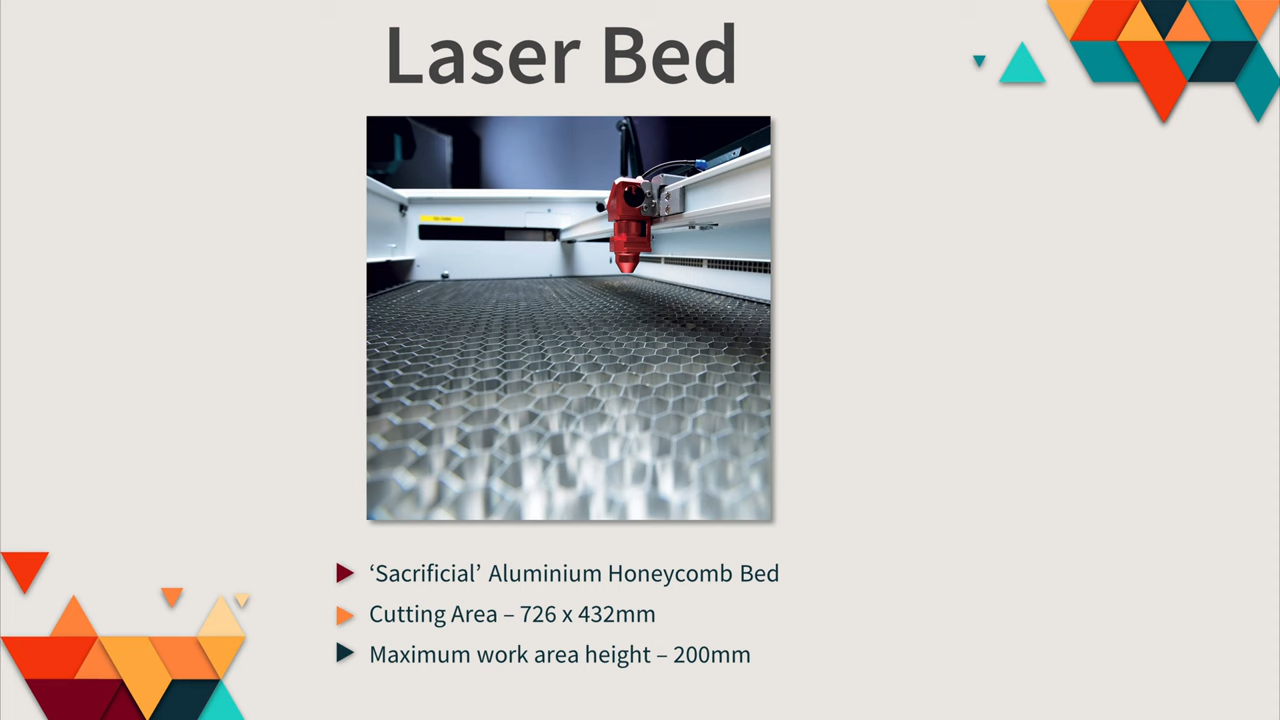 Laser Bed
‘Sacrificial’ Aluminium Honeycomb Bed
Cutting Area – 726 x 432mm
Maximum work area height – 200mm